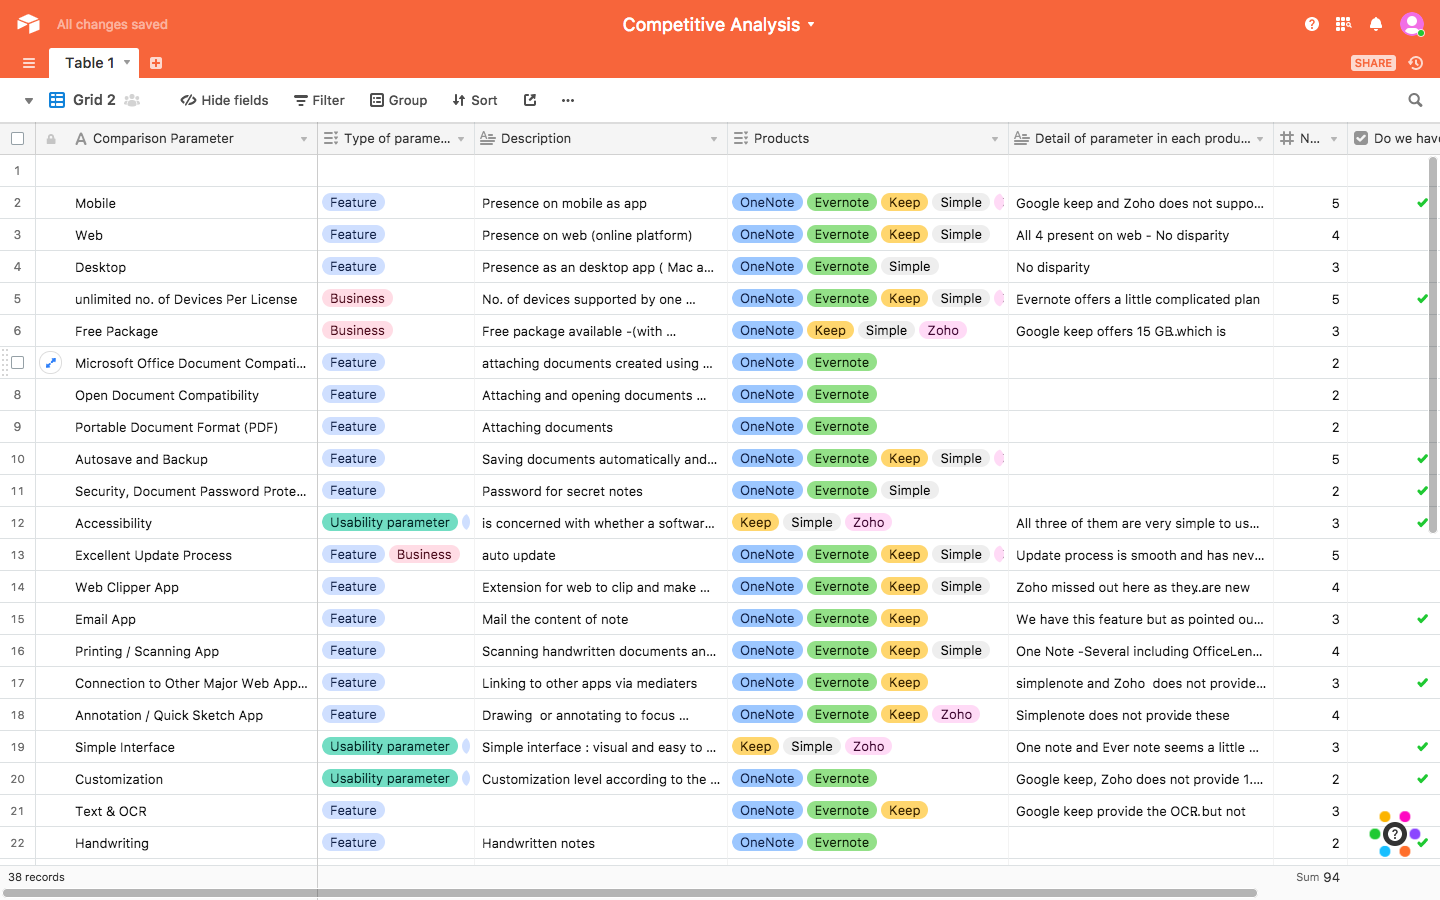 All changes saved
Competitive Analysis
Table 1
SHARE
Grid 2 Hide fields Filter Group Sort
Comparison Parameter Type of parame... Description Products Detail of parameter in each produ... N... Do we have
1
2 Mobile Feature Presence on mobile as app OneNote Evernote Keep Simple Google keep and Zoho does not suppo... 5
3 Web Feature Presence on web (online platform) OneNote Evernote Keep Simple All 4 present on web - No disparity 4
4 Desktop Feature Presence as an desktop app ( Mac a... OneNote Evernote Simple No disparity 3
5 unlimited no. of Devices Per License Business No. of devices supported by one ... OneNote Evernote Keep Simple Evernote offers a little complicated plan 5
6 Free Package Business Free package available -(with ... OneNote Keep Simple Zoho Google keep offers 15 GB..which is 3
Microsoft Office Document Compati... Feature attaching documents created using ... OneNote Evernote 2
8 Open Document Compatibility Feature Attaching and opening documents ... OneNote Evernote 2
9 Portable Document Format (PDF) Feature Attaching documents OneNote Evernote 2
10 Autosave and Backup Feature Saving documents automatically and... OneNote Evernote Keep Simple 5
11 Security, Document Password Prote... Feature Password for secret notes OneNote Evernote Simple 2
12 Accessibility Usability parameter is concerned with whether a softwar... Keep Simple Zoho All three of them are very simple to us... 3
13 Excellent Update Process Feature Business auto update OneNote Evernote Keep Simple Update process is smooth and has nev... 5
14 Web Clipper App Feature Extension for web to clip and make ... OneNote Evernote Keep Simple Zoho missed out here as they..are new 4
15 Email App Feature Mail the content of note OneNote Evernote Keep We have this feature but as pointed ou... 3
16 Printing / Scanning App Feature Scanning handwritten documents an... OneNote Evernote Keep Simple One Note -Several including OfficeLen... 4
17 Connection to Other Major Web App... Feature Linking to other apps via mediaters OneNote Evernote Keep simplenote and Zoho does not provide... 3
18 Annotation / Quick Sketch App Feature Drawing or annotating to focus ... OneNote Evernote Keep Zoho Simplenote does not provide these 4
19 Simple Interface Usability parameter Simple interface : visual and easy to ... Keep Simple Zoho One note and Ever note seems a little ... 3
20 Customization Usability parameter Customization level according to the ... OneNote Evernote Google keep, Zoho does not provide 1.... 2
21 Text & OCR Feature OneNote Evernote Keep Google keep provide the OCR.but not 3
22 Handwriting Feature Handwritten notes OneNote Evernote 2
38 records Sum 94